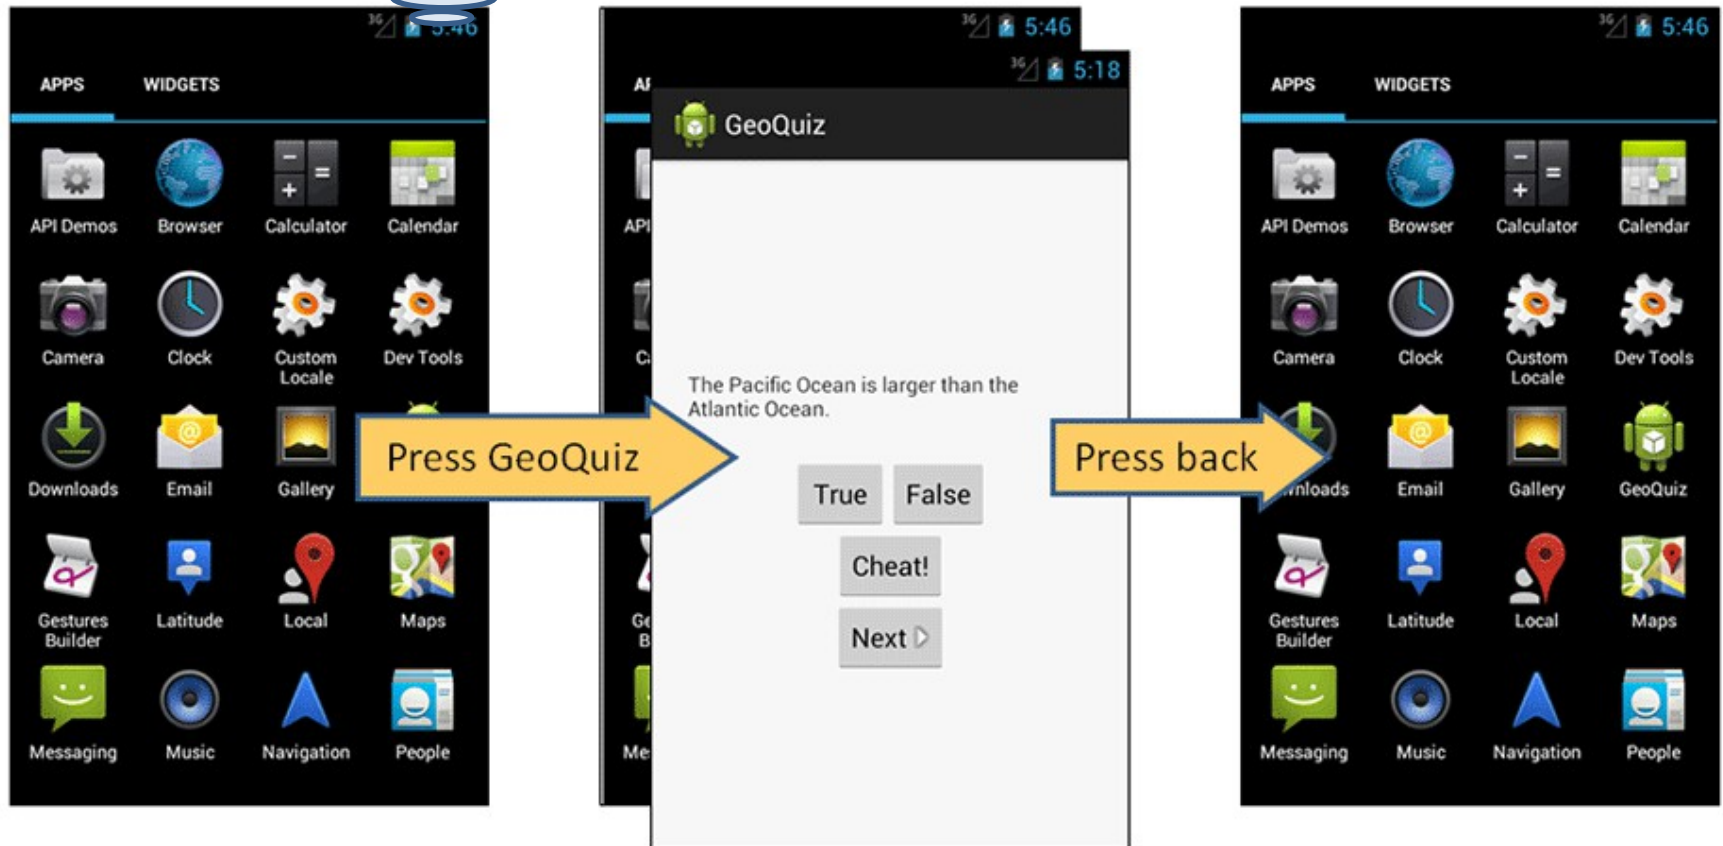 3G 5:46
APPS WIDGETS
API Demos Browser Calculator Calendar
Camera Clock Custom Locale Dev Tools
Downloads Email Gallery
Gestures Builder Latitude Local Maps
Messaging Music Navigation People
Press GeoQuiz
3G 5:46
3G 5:18
GeoQuiz
The Pacific Ocean is larger than the
Atlantic Ocean.
True False
Cheat!
Next
Press back
3G 5:46
APPS WIDGETS
API Demos Browser Calculator Calendar
Camera Clock Custom Locale Dev Tools
Email Gallery GeoQuiz
Gestures Builder Latitude Local Maps
Messaging Music Navigation People